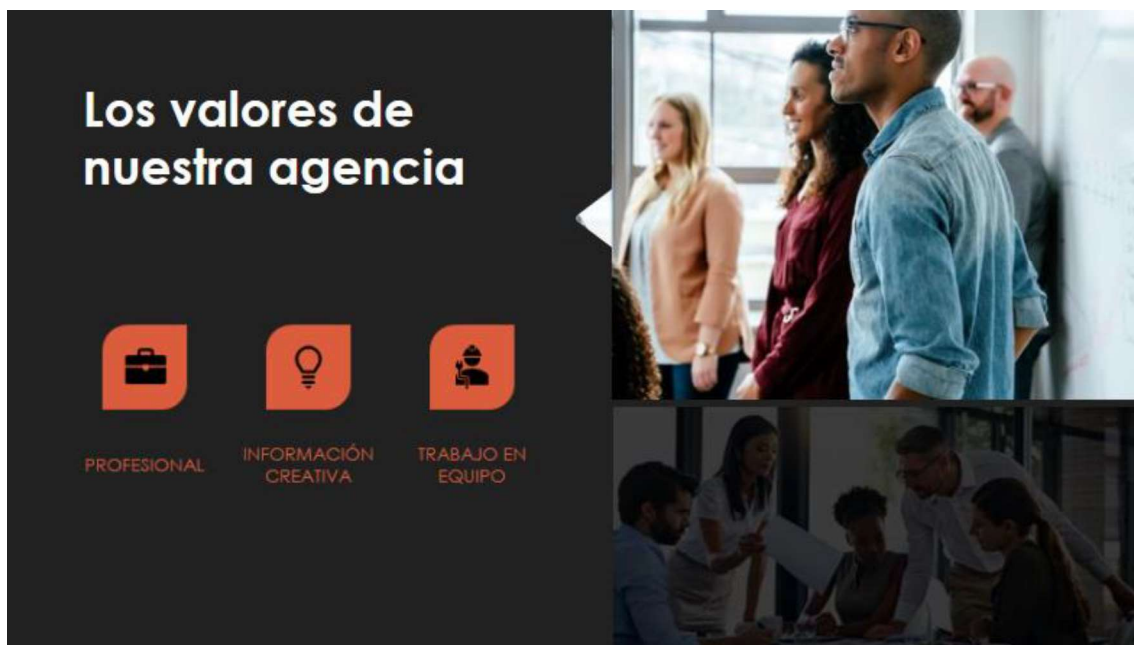 Los valores de
nuestra agencia
PROFESIONAL
INFORMACIÓN
CREATIVA
TRABAJO EN
EQUIPO